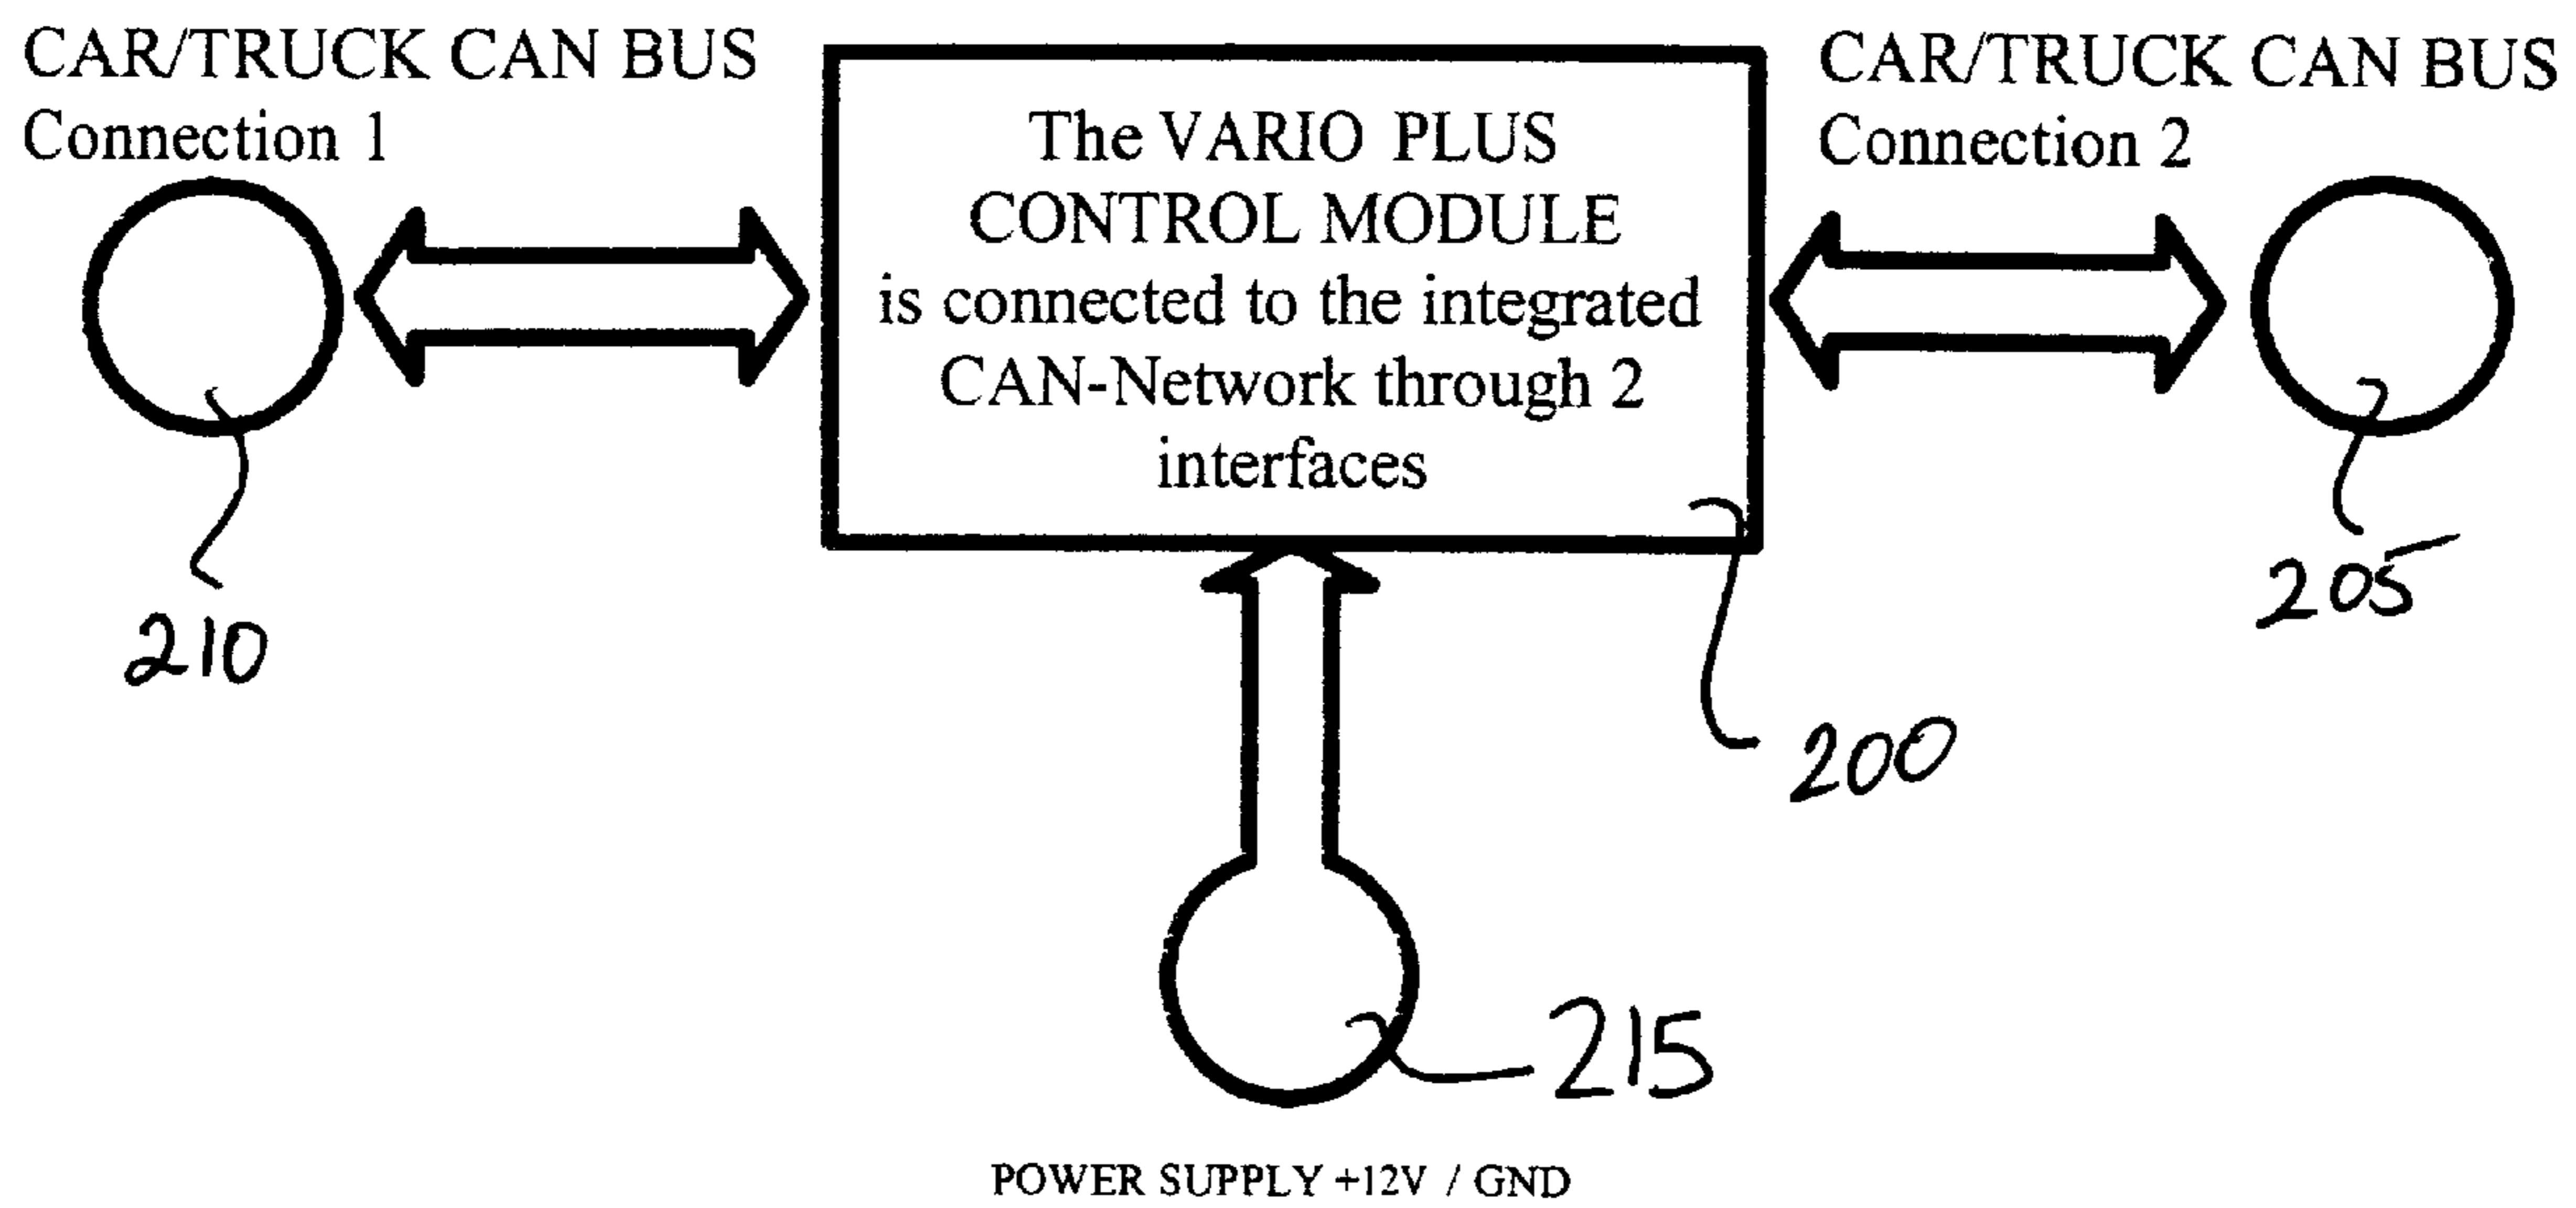 CAR/TRUCK CAN BUS
Connection 1
The VARIO PLUS
CONTROL MODULE
is connected to the integrated
CAN-Network through 2
interfaces
CAR/TRUCK CAN BUS
Connection 2
210
205
200
215
POWER SUPPLY +12V / GND